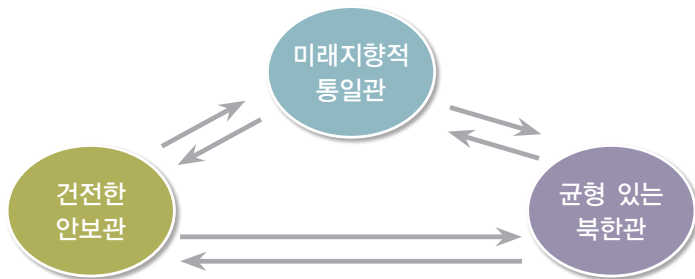 미래지향적
통일관
건전한
안보관
균형 있는
북한관